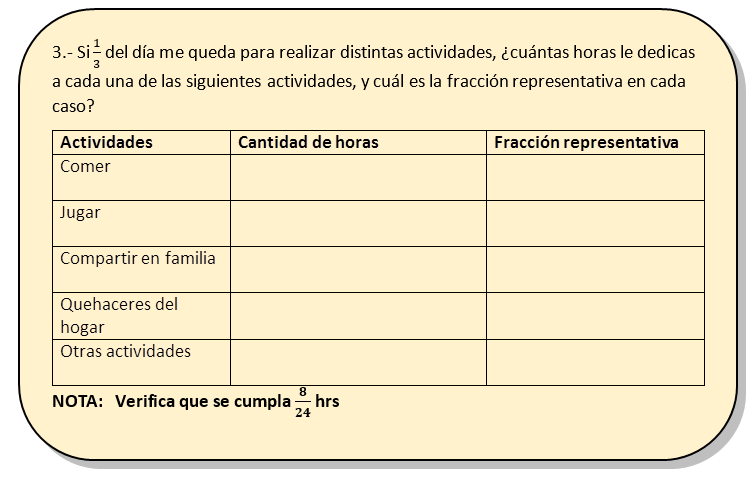 3.- Si 1/3 del día me queda para realizar distintas actividades, ¿cuántas horas le dedicas
a cada una de las siguientes actividades, y cuál es la fracción representativa en cada
caso?
Actividades Cantidad de horas Fracción representativa
Comer
Jugar
Compartir en familia
Quehaceres del
hogar
Otras actividades
NOTA: Verifica que se cumpla 8/24 hrs